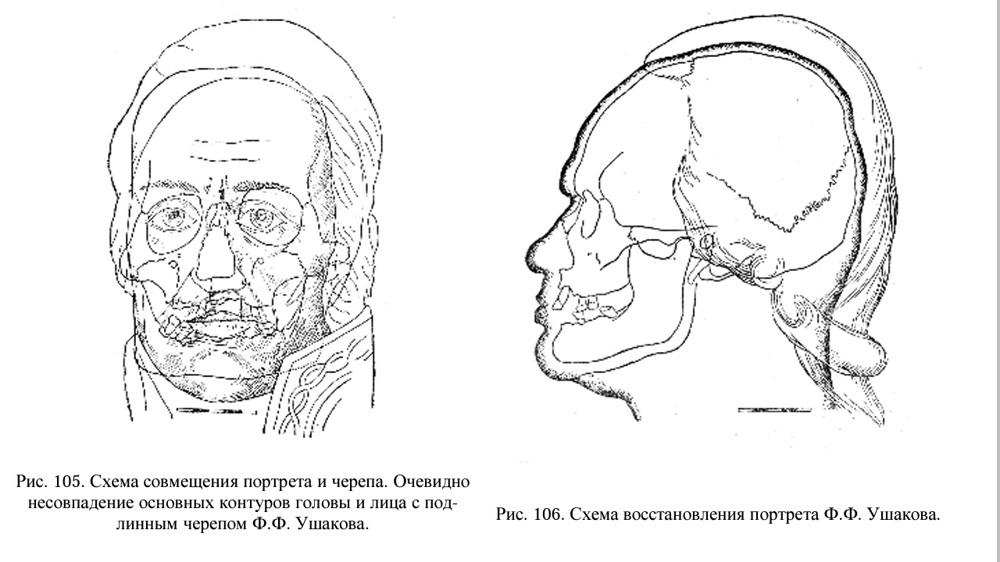 Рис. 105. Схема совмещения портрета и черепа. Очевидно
несовпадение основных контуров головы и лица с под-
линным черепом Ф.Ф. Ушакова.
Рис. 106. Схема восстановления портрета Ф.Ф. Ушакова.